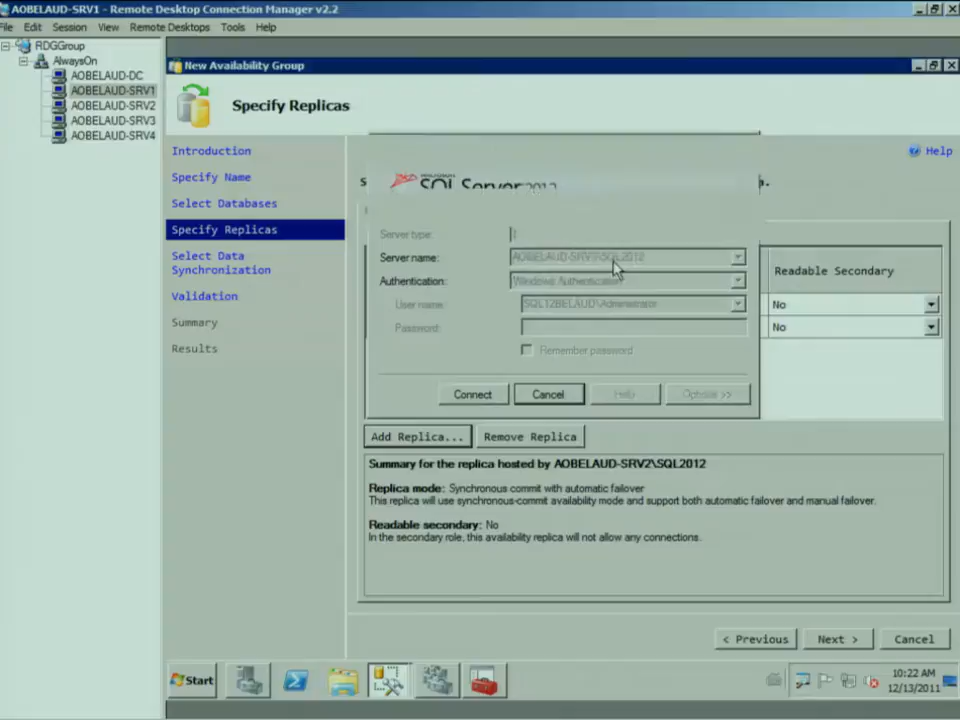 AOBELAUD-SRV1 - Remote Desktop Connection Manager v2.2
File Edit Session View Remote Desktops Tools Help
RDGGroup
AlwaysOn
AOBELAUD-DC
AOBELAUD-SRV1
AOBELAUD-SRV2
AOBELAUD-SRV3
AOBELAUD-SRV4
New Availability Group
Specify Replicas
Help
Introduction
Specify Name
Select Databases
Specify Replicas
Select Data
Synchronization
Validation
Summary
Results
SQL Server 2012
Server type:
Server name:
Authentication:
Windows Authentication
User name:
SQL12BELAUD\Administrator
Password:
Remember password
Connect Cancel Help Options >>
Readable Secondary
No
No
Add Replica... Remove Replica
Summary for the replica hosted by AOBELAUD-SRV2\SQL2012
Replica mode: Synchronous commit with automatic failover
This replica will use synchronous-commit availability mode and support both automatic failover and manual failover.
Readable secondary: No
In the secondary role, this availability replica will not allow any connections.
< Previous Next > Cancel
Start
10:22 AM
12/13/2011